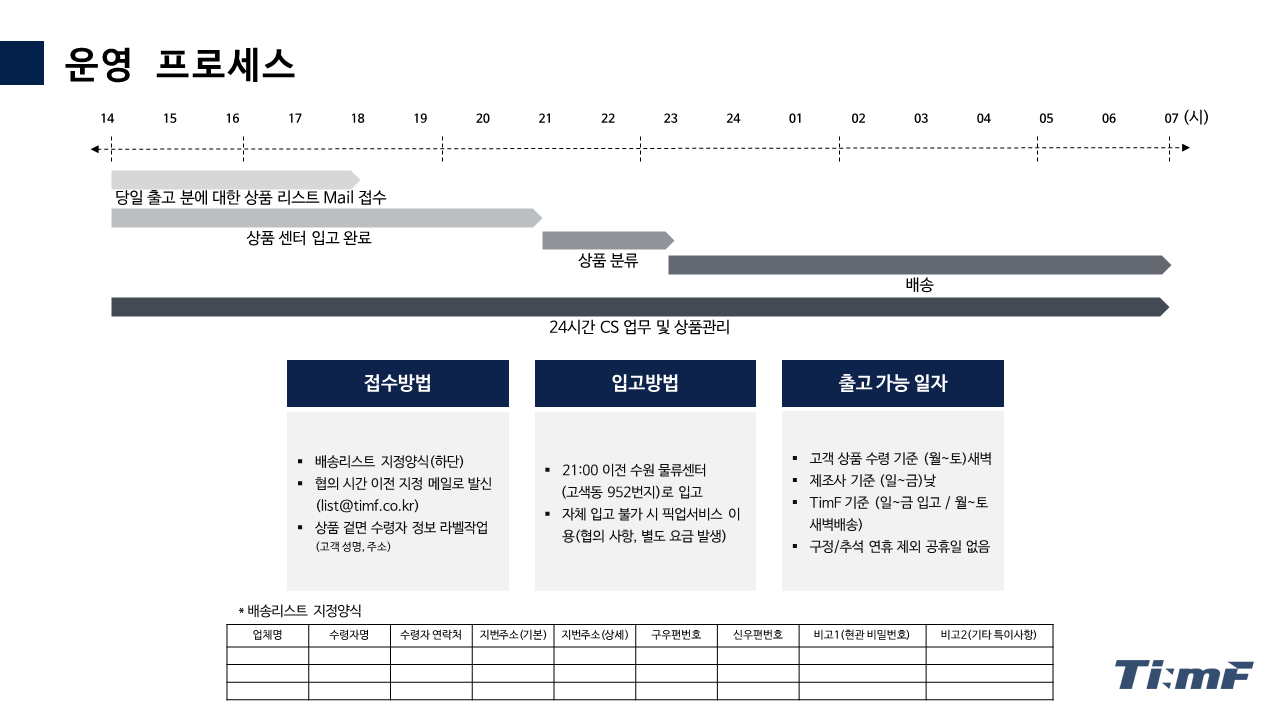 운영 프로세스
14 15 16 17 18 19 20 21 22 23 24 01 02 03 04 05 06 07 (시)
당일 출고 분에 대한 상품 리스트 Mail 접수
상품 센터 입고 완료
상품 분류
배송
24시간 CS 업무 및 상품관리
접수방법
▪ 배송리스트 지정양식(하단)
▪ 협의 시간 이전 지정 메일로 발신
(list@timf.co.kr)
▪ 상품 겉면 수령자 정보 라벨작업
(고객 성명, 주소)
입고방법
▪ 21:00 이전 수원 물류센터
(고색동 952번지)로 입고
▪ 자체 입고 불가 시 픽업서비스 이
용(협의 사항, 별도 요금 발생)
출고 가능 일자
▪ 고객 상품 수령 기준 (월~토)새벽
▪ 제조사 기준 (일~금)낮
▪ TimF 기준 (일~금 입고 / 월~토
새벽배송)
▪ 구정/추석 연휴 제외 공휴일 없음
* 배송리스트 지정양식
업체명 수령자명 수령자 연락처 지번주소(기본) 지번주소(상세) 구우편번호 신우편번호 비고1(현관 비밀번호) 비고2(기타 특이사항)
TimF